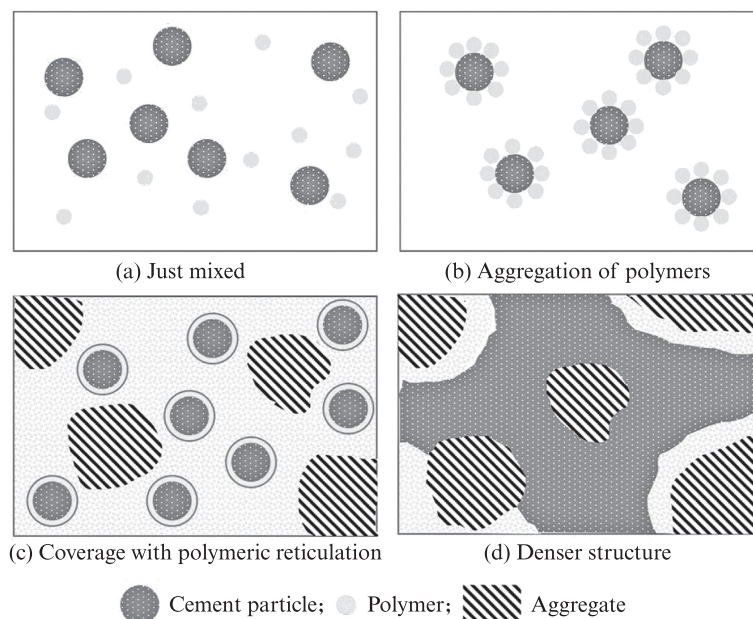 (a) Just mixed
(b) Aggregation of polymers
(c) Coverage with polymeric reticulation
(d) Denser structure
Cement particle; Polymer; Aggregate